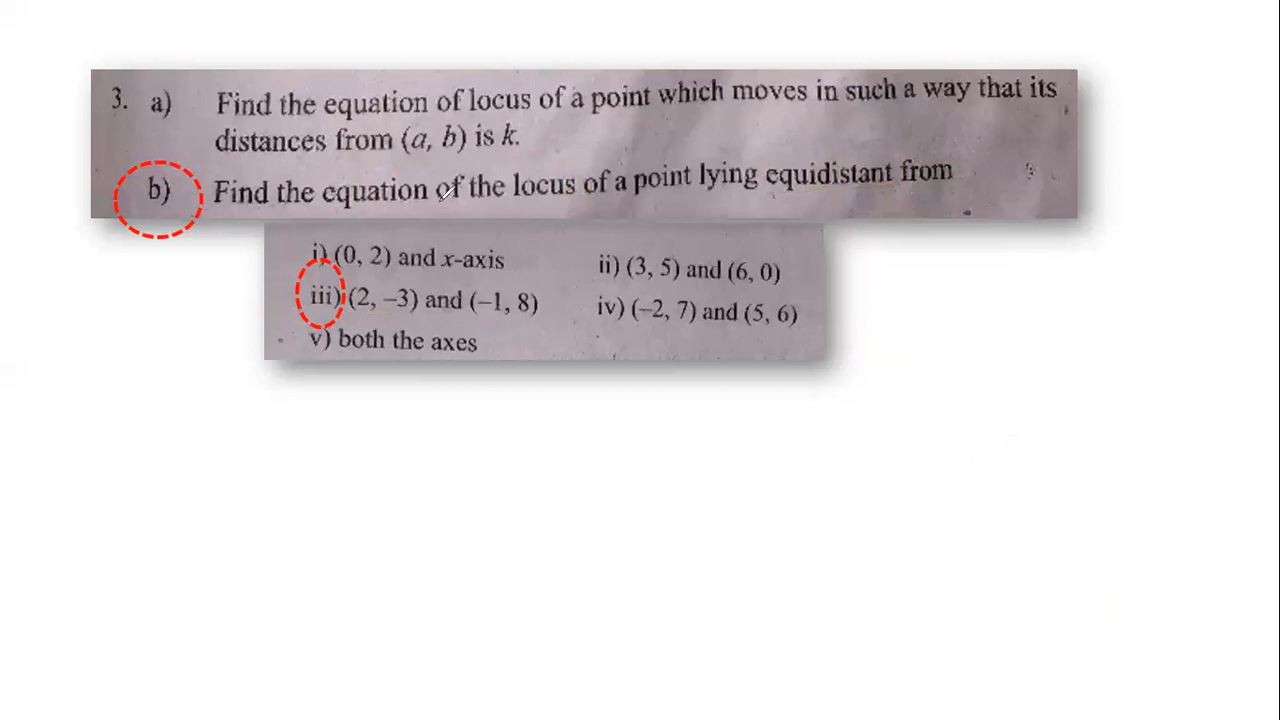 3. a) Find the equation of locus of a point which moves in such a way that its
distances from (a, b) is k.
b) Find the equation of the locus of a point lying equidistant from
i) (0, 2) and x-axis ii) (3, 5) and (6, 0)
iii) (2, –3) and (–1, 8) iv) (–2, 7) and (5, 6)
v) both the axes